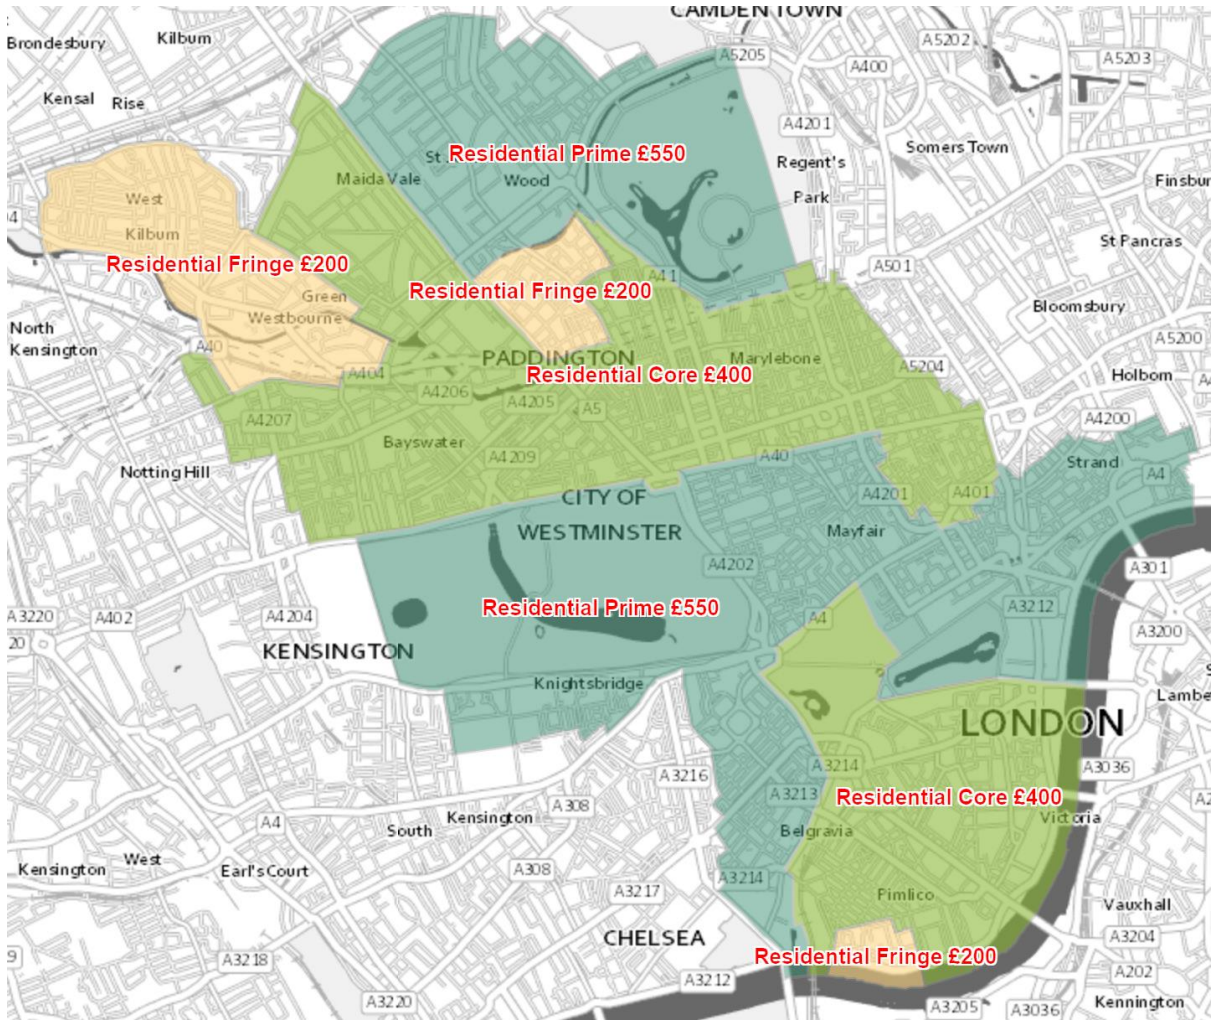 CAMDEN TOWN
Brondesbury
Kilburn
A5202
A5205
A400
A5203
Kensal Rise
A4201
Somers Town
St
Residential Prime £550
Regent's
Maida Vale
Wood
Finsbur
West
Park
Kilburn
St Pancras
Residential Fringe £200
A501
A41
Green
Residential Fringe £200
Bloomsbury
Westbourne
North
Kensington
A40
PADDINGTON
Marylebone
A5200
A404
Residential Core £400
A5204
Holborn
A4206
A4205
A5
A4207
A4200
Bayswater
A4209
A40
Strand
Notting Hill
A4
CITY OF
WESTMINSTER
A4201
A401
Mayfair
A4202
A301
A3220
A402
A4204
Residential Prime £550
A4
A3212
20
A3200
KENSINGTON
Knightsbridge
Lambe
LONDON
A3216
A3214
A3036
A3213
Residential Core £400
A308
A4
South Kensington
Belgravia
Victoria
Kensington
West
Earl's Court
A308
A3214
A3217
Pimlico
Vauxhall
CHELSEA
A3204
Residential Fringe £200
A3218
A3212
A202
A3220
A3205
A3036
Kennington